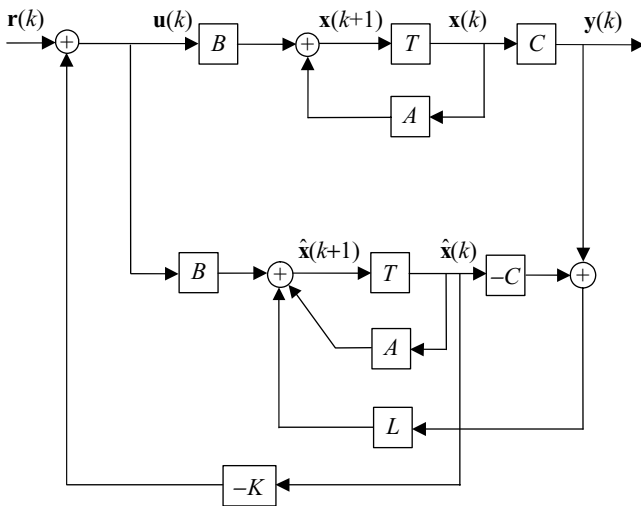 r(k) u(k) B x(k+1) T x(k) C y(k)
+ +
A
B x̂(k+1) T x̂(k) −C
+ +
A
L
−K